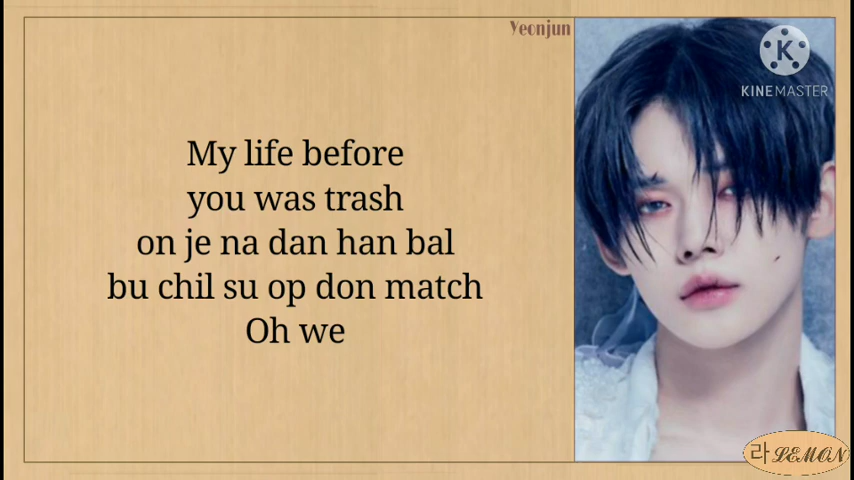 Yeonjun
K
KINEMASTER
My life before
you was trash
on je na dan han bal
bu chil su op don match
Oh we
라 LEMON